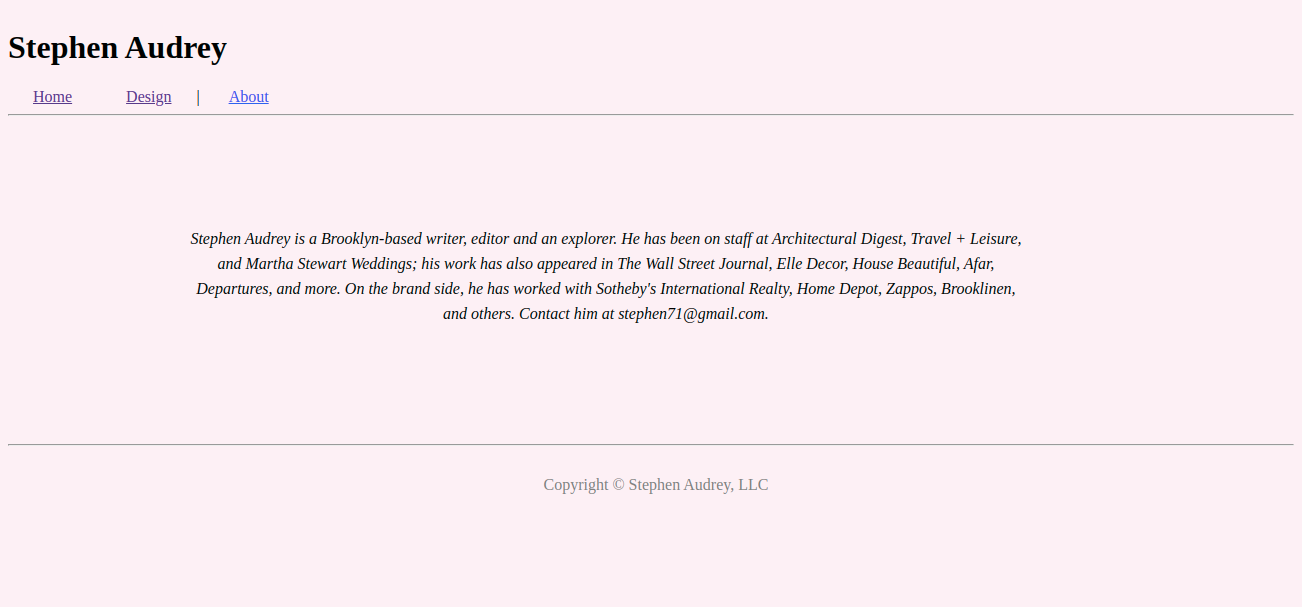 Stephen Audrey
Home Design | About
Stephen Audrey is a Brooklyn-based writer, editor and an explorer. He has been on staff at Architectural Digest, Travel + Leisure,
and Martha Stewart Weddings; his work has also appeared in The Wall Street Journal, Elle Decor, House Beautiful, Afar,
Departures, and more. On the brand side, he has worked with Sotheby's International Realty, Home Depot, Zappos, Brooklinen,
and others. Contact him at stephen71@gmail.com.
Copyright © Stephen Audrey, LLC